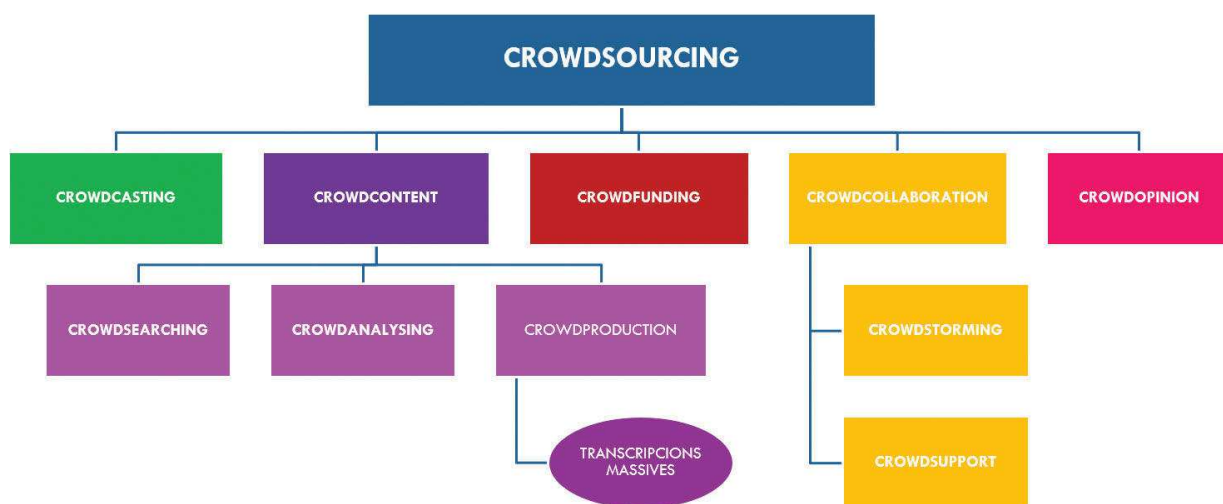 CROWDSOURCING
CROWDCASTING
CROWDCONTENT
CROWDFUNDING
CROWDCOLLABORATION
CROWDOPINION
CROWDSEARCHING
CROWDANALYSING
CROWDPRODUCTION
CROWDSTORMING
TRANSCRIPCIONS
MASSIVES
CROWDSUPPORT